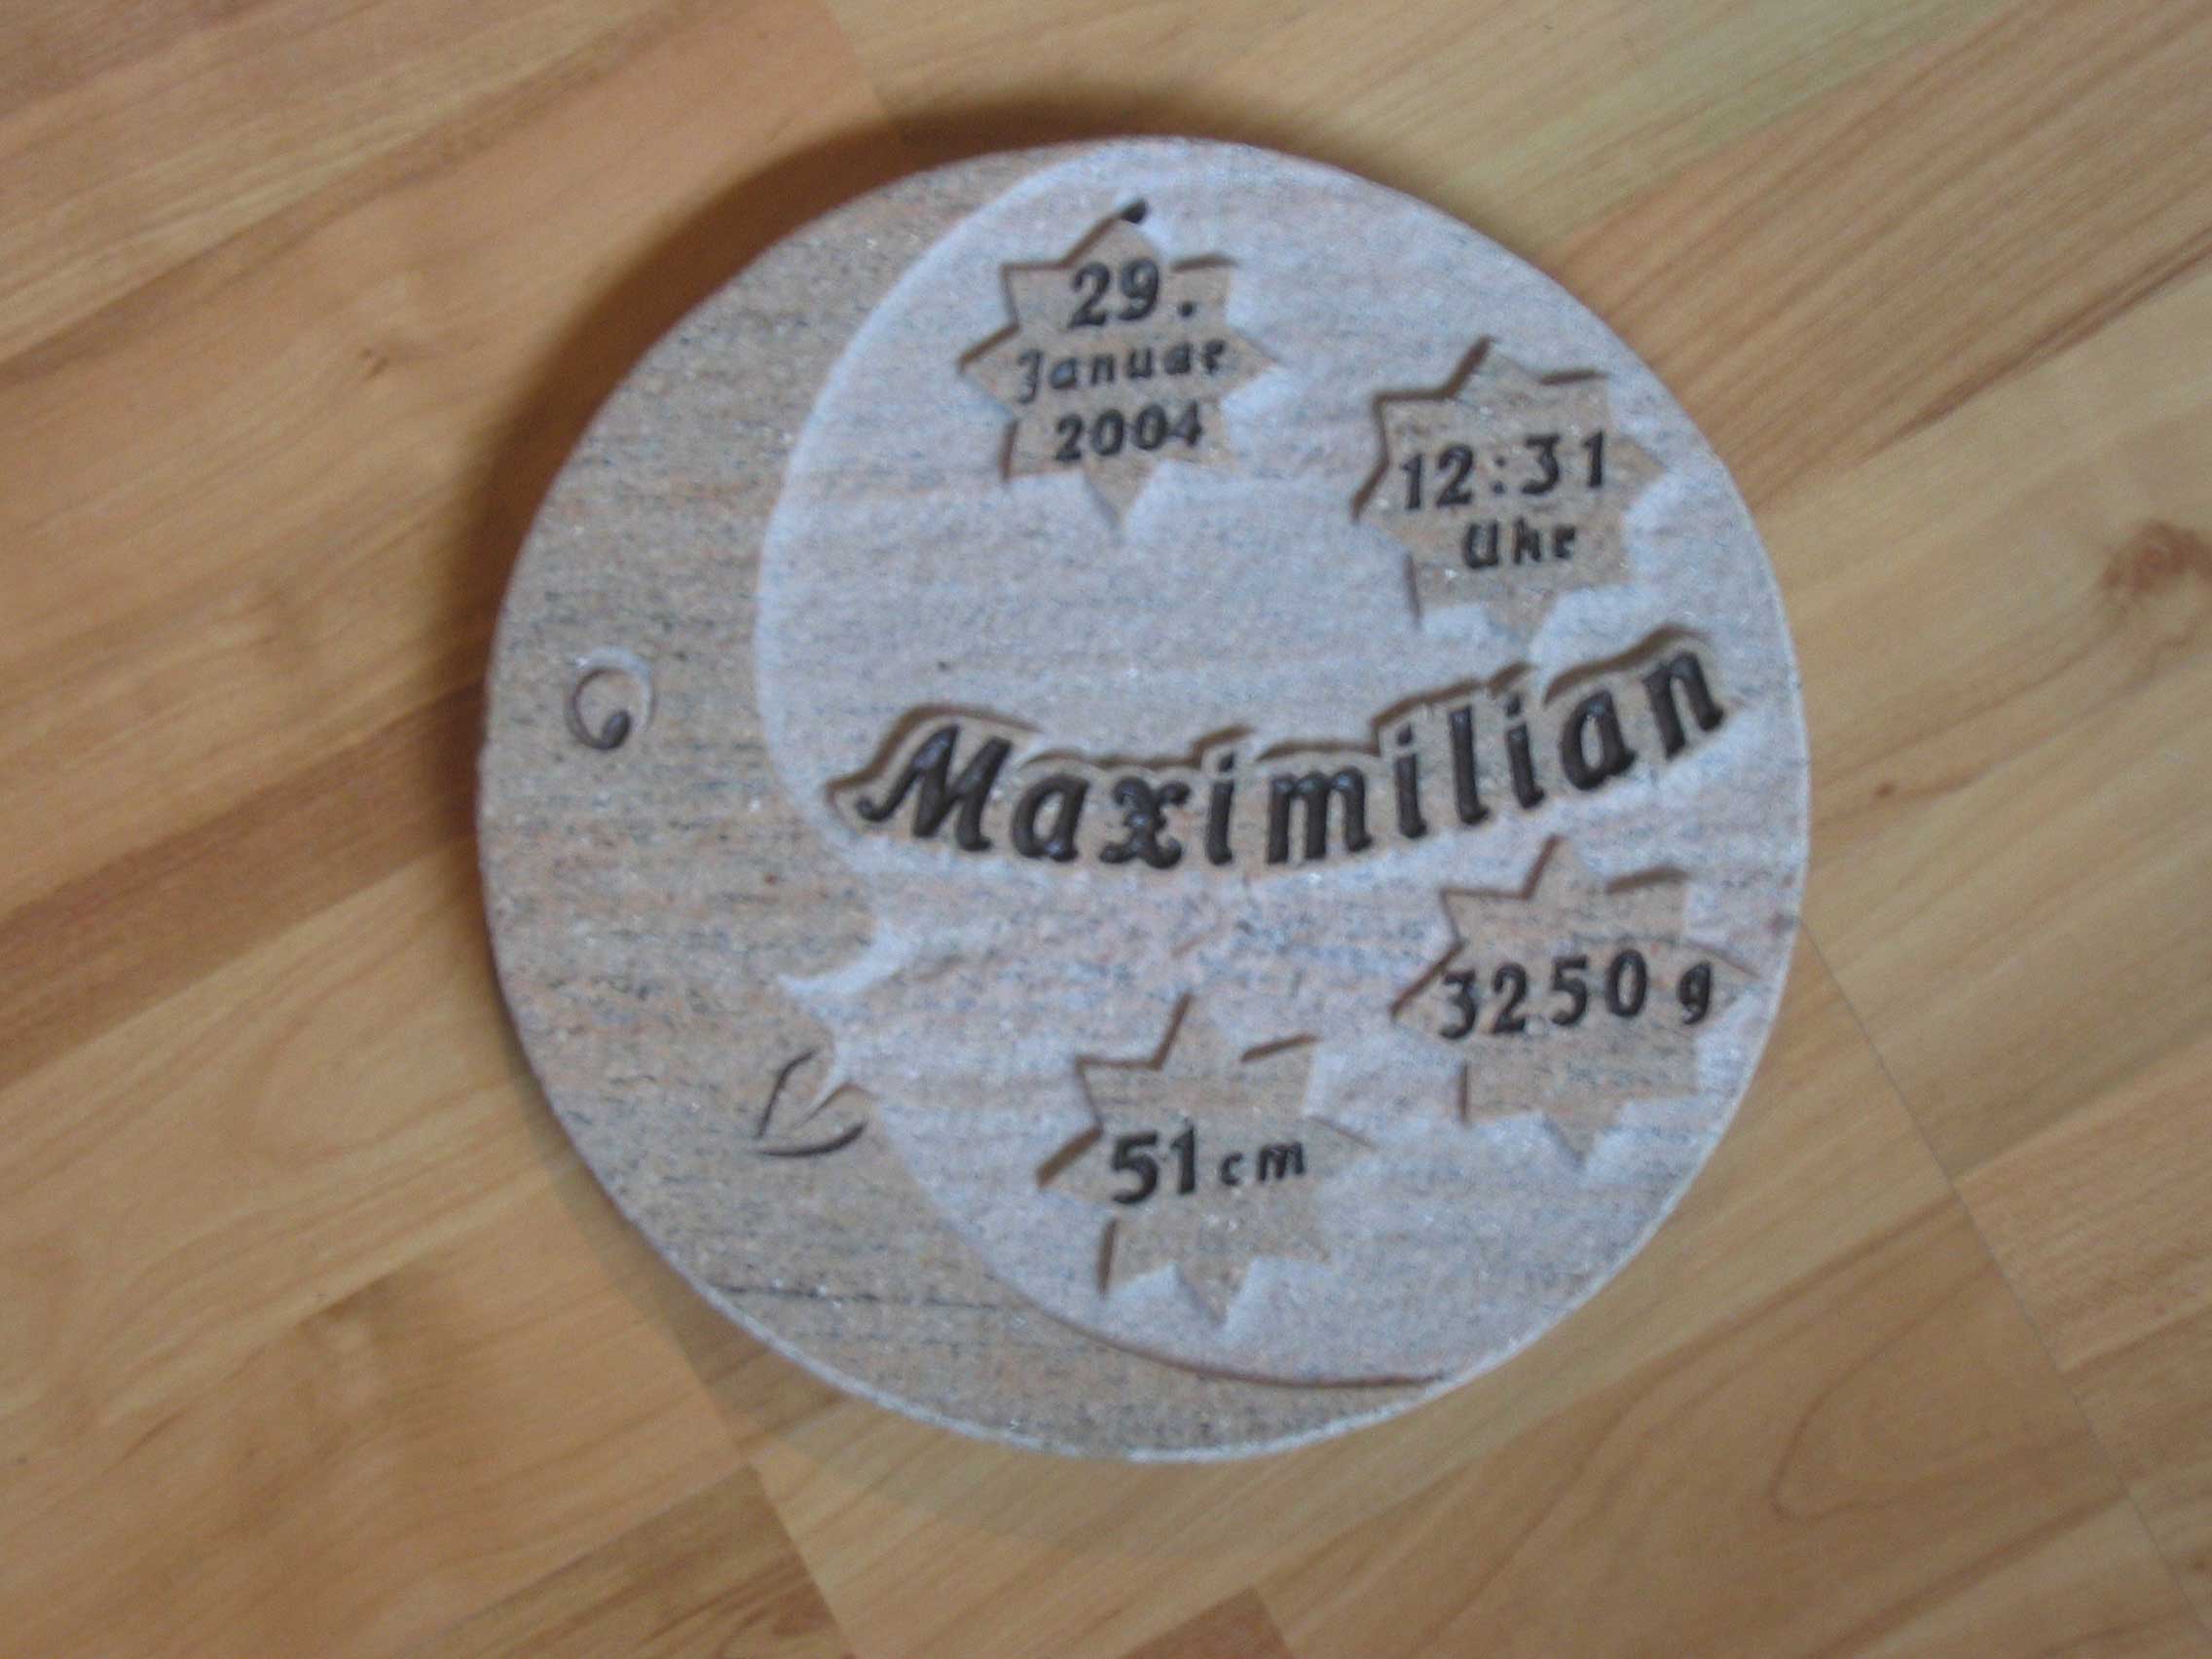 29.
Januar
2004
12:31
Uhr
Maximilian
3250 g
51 cm